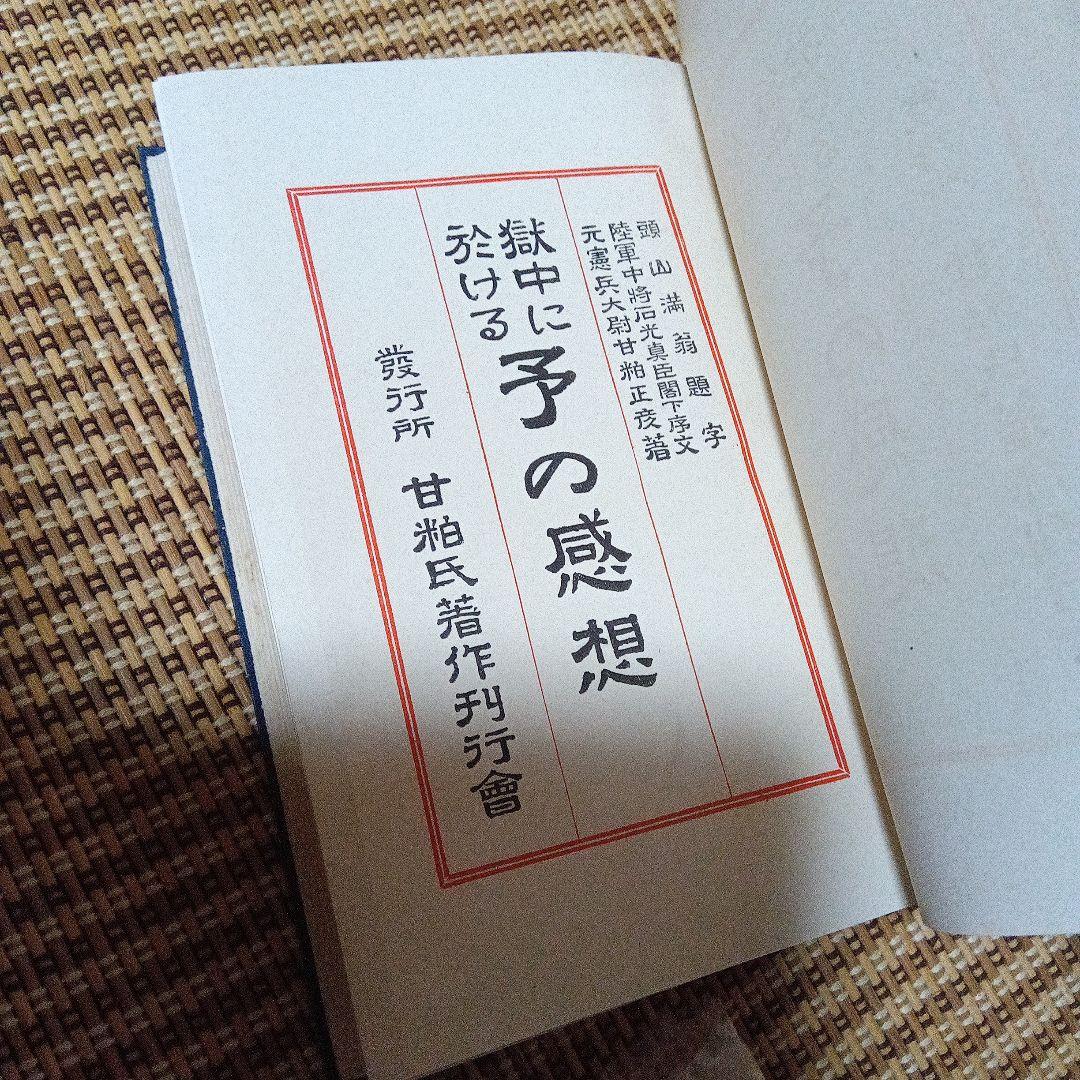 頭山満翁題字
陸軍中將石光真臣閣下序文
元憲兵大尉甘粕正彦著
獄中に
於ける
予の感想
發行所 甘粕氏著作刊行會